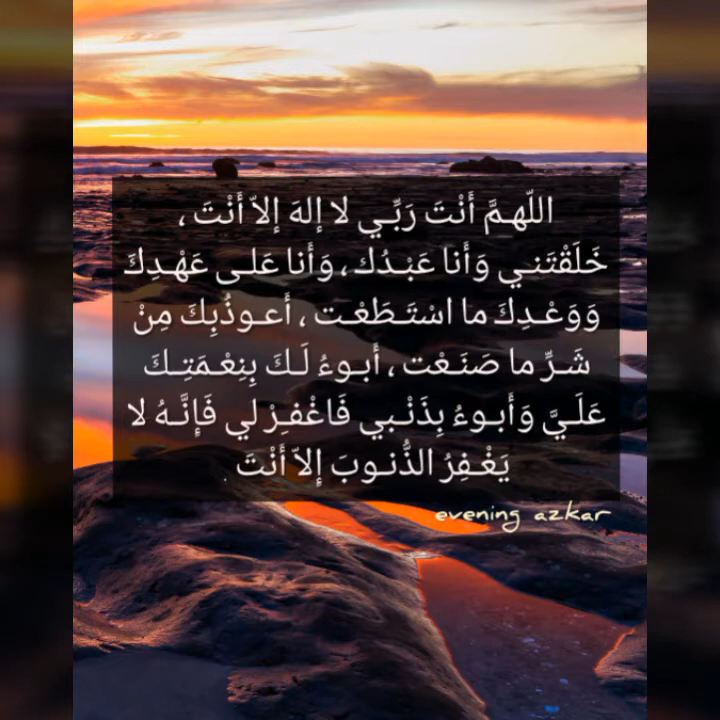 اللّهـمَّ أَنْتَ رَبِّـي لا إلهَ إلاّ أَنْتَ ،
خَلَقْتَنـي وَأَنا عَبْـدُك ، وَأَنا عَلـى عَهْـدِكَ
وَوَعْـدِكَ ما اسْتَـطَعْـت ، أَعـوذُبِكَ مِنْ
شَـرِّ ما صَنَـعْت ، أَبـوءُ لَـكَ بِنِعْـمَتِـكَ
عَلَـيَّ وَأَبـوءُ بِذَنْـبي فَاغْفـِرْ لي فَإِنَّـهُ لا
يَغْـفِرُ الذُّنـوبَ إِلاّ أَنْتَ .
evening azkar